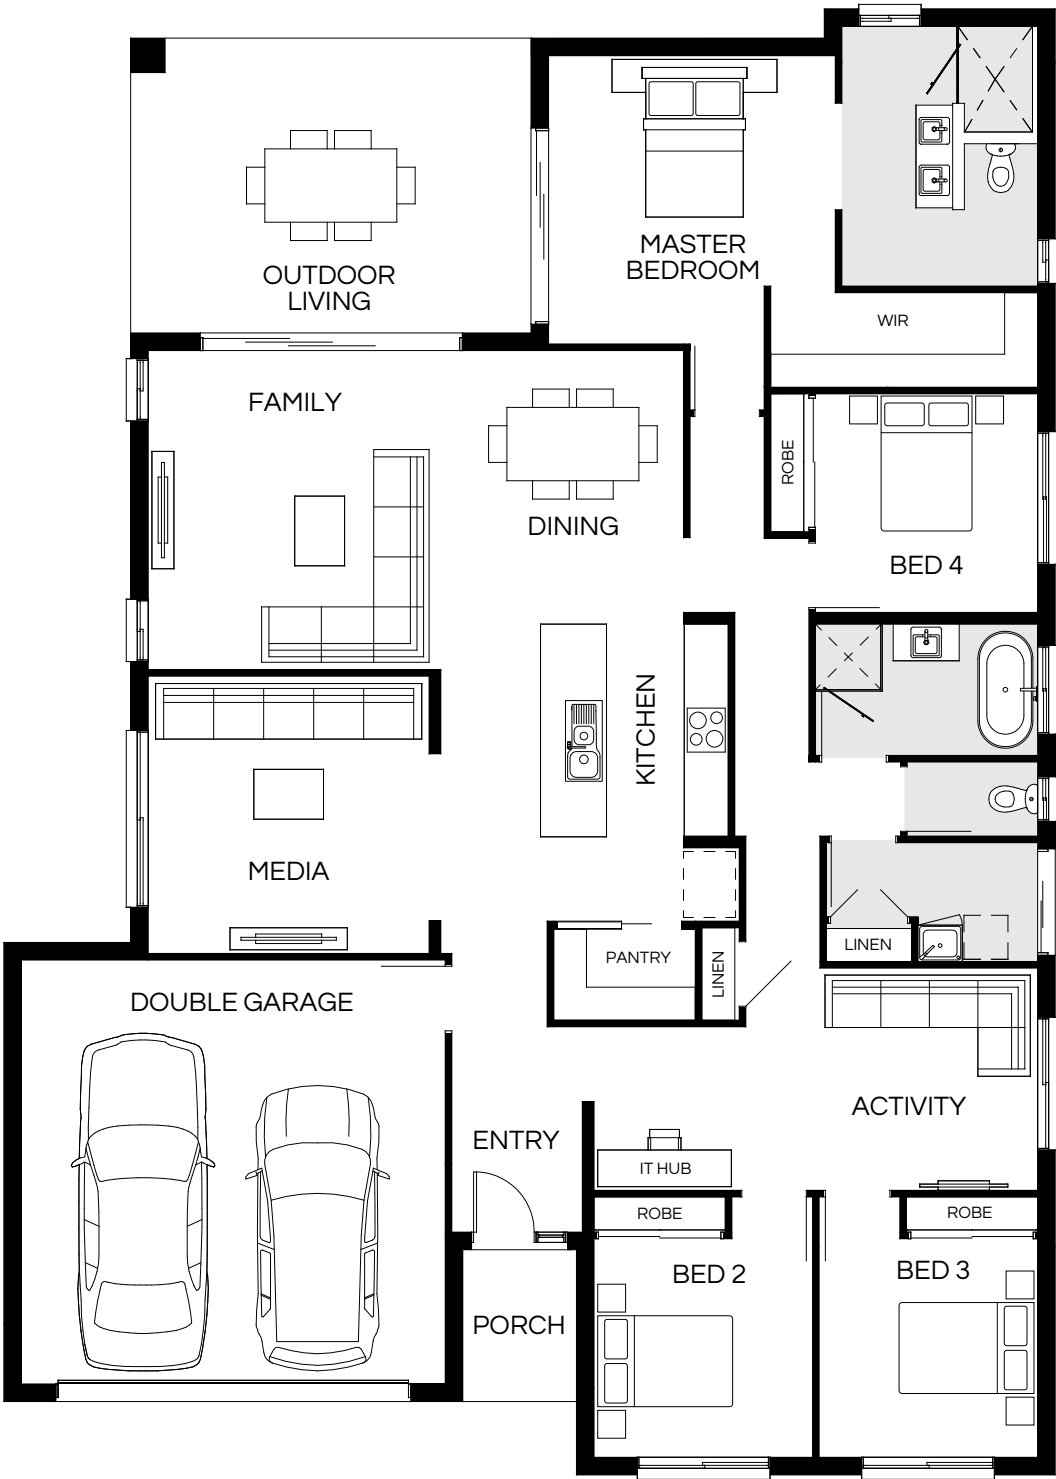 MASTER
BEDROOM
OUTDOOR
LIVING
WIR
FAMILY
ROBE
DINING
BED 4
KITCHEN
MEDIA
LINEN
PANTRY
LINEN
DOUBLE GARAGE
ACTIVITY
ENTRY
IT HUB
ROBE
ROBE
BED 2
BED 3
PORCH